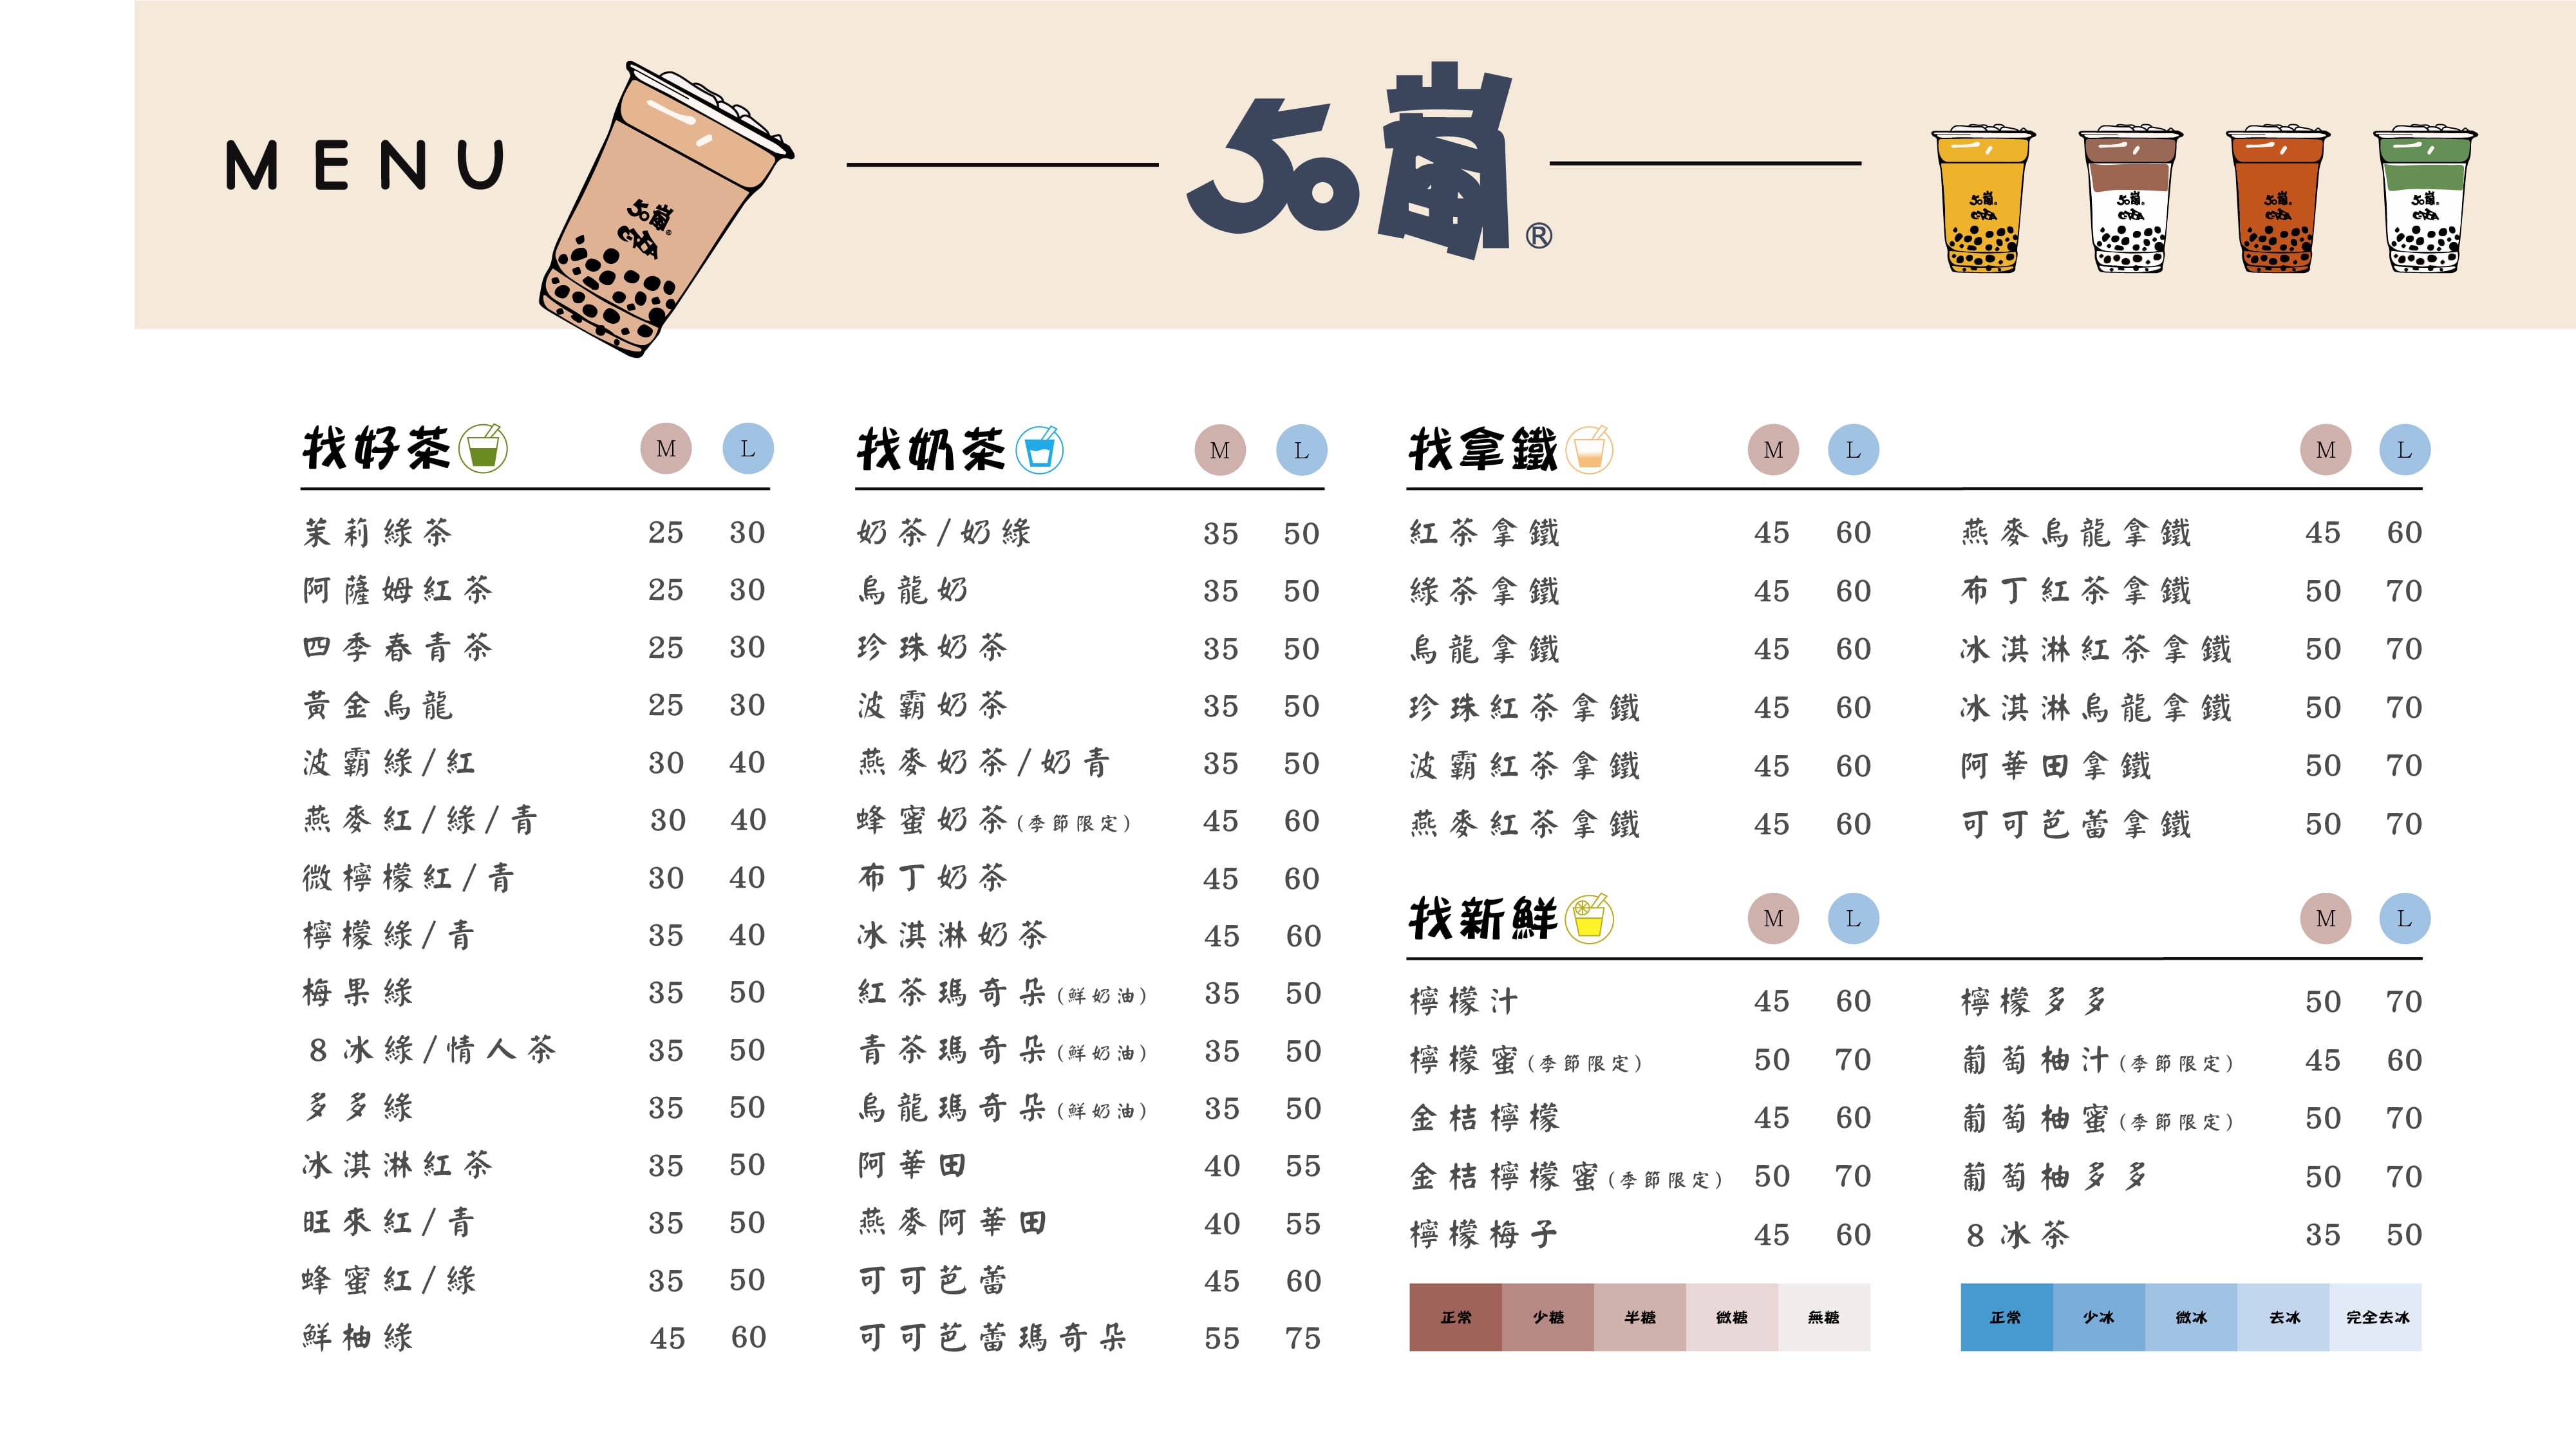 MENU
50嵐®
找好茶 M L
茉莉綠茶 25 30
阿薩姆紅茶 25 30
四季春青茶 25 30
黃金烏龍 25 30
波霸綠/紅 30 40
燕麥紅/綠/青 30 40
微檸檬紅/青 30 40
檸檬綠/青 35 40
梅果綠 35 50
8冰綠/情人茶 35 50
多多綠 35 50
冰淇淋紅茶 35 50
旺來紅/青 35 50
蜂蜜紅/綠 35 50
鮮柚綠 45 60
找奶茶 M L
奶茶/奶綠 35 50
烏龍奶 35 50
珍珠奶茶 35 50
波霸奶茶 35 50
燕麥奶茶/奶青 35 50
蜂蜜奶茶(季節限定) 45 60
布丁奶茶 45 60
冰淇淋奶茶 45 60
紅茶瑪奇朵(鮮奶油) 35 50
青茶瑪奇朵(鮮奶油) 35 50
烏龍瑪奇朵(鮮奶油) 35 50
阿華田 40 55
燕麥阿華田 40 55
可可芭蕾 45 60
可可芭蕾瑪奇朵 55 75
找拿鐵 M L M L
紅茶拿鐵 45 60
綠茶拿鐵 45 60
烏龍拿鐵 45 60
珍珠紅茶拿鐵 45 60
波霸紅茶拿鐵 45 60
燕麥紅茶拿鐵 45 60
燕麥烏龍拿鐵 45 60
布丁紅茶拿鐵 50 70
冰淇淋紅茶拿鐵 50 70
冰淇淋烏龍拿鐵 50 70
阿華田拿鐵 50 70
可可芭蕾拿鐵 50 70
找新鮮 M L M L
檸檬汁 45 60
檸檬蜜(季節限定) 50 70
金桔檸檬 45 60
金桔檸檬蜜(季節限定) 50 70
檸檬梅子 45 60
檸檬多多 50 70
葡萄柚汁(季節限定) 45 60
葡萄柚蜜(季節限定) 50 70
葡萄柚多多 50 70
8冰茶 35 50
正常 少糖 半糖 微糖 無糖
正常 少冰 微冰 去冰 完全去冰